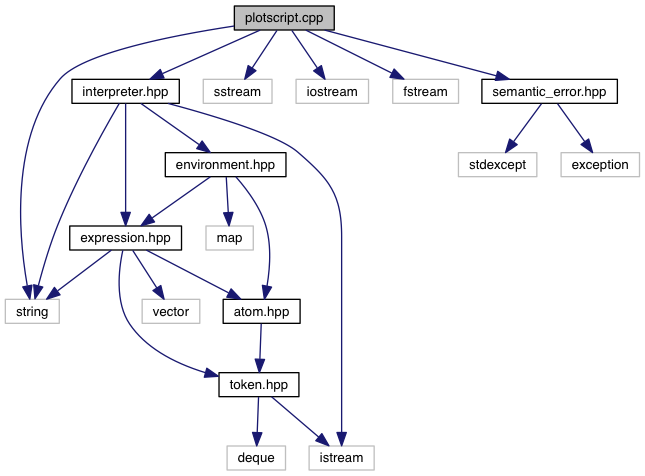 plotscript.cpp
interpreter.hpp
sstream
iostream
fstream
semantic_error.hpp
environment.hpp
stdexcept
exception
expression.hpp
map
string
vector
atom.hpp
token.hpp
deque
istream